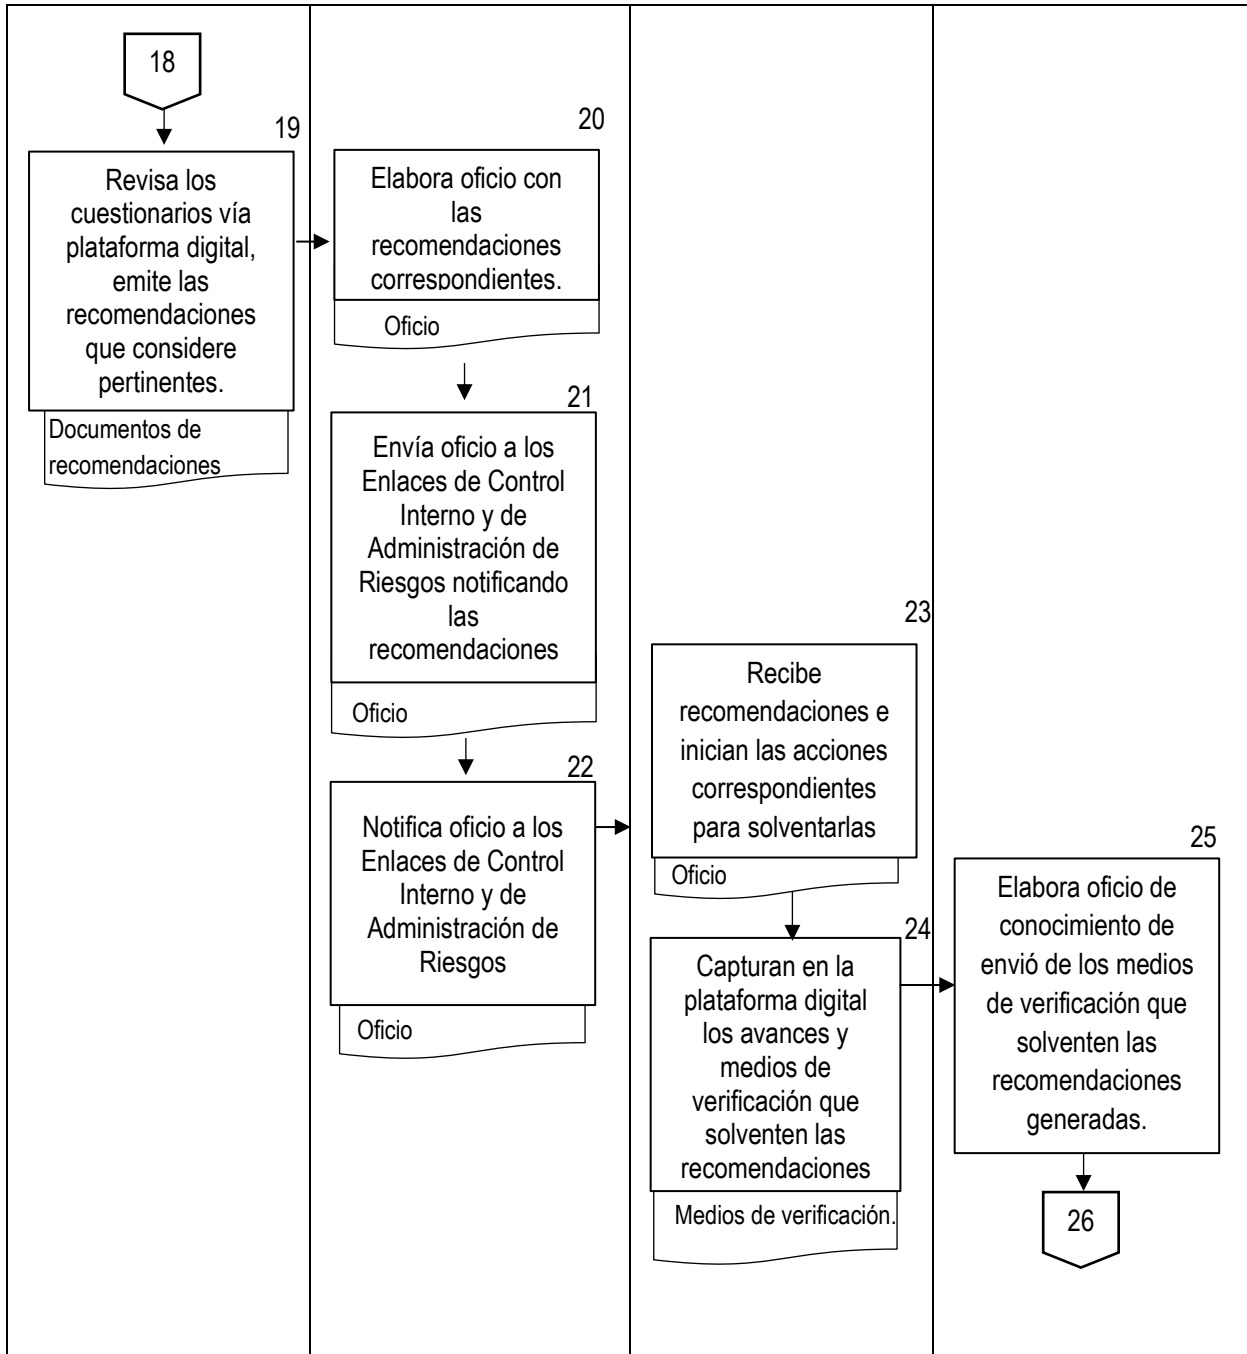 18
19
Revisa los
cuestionarios vía
plataforma digital,
emite las
recomendaciones
que considere
pertinentes.
Documentos de
recomendaciones
20
Elabora oficio con
las
recomendaciones
correspondientes.
Oficio
21
Envía oficio a los
Enlaces de Control
Interno y de
Administración de
Riesgos notificando
las
recomendaciones
Oficio
22
Notifica oficio a los
Enlaces de Control
Interno y de
Administración de
Riesgos
Oficio
23
Recibe
recomendaciones e
inician las acciones
correspondientes
para solventarlas
Oficio
24
Capturan en la
plataforma digital
los avances y
medios de
verificación que
solventen las
recomendaciones
Medios de verificación.
25
Elabora oficio de
conocimiento de
envió de los medios
de verificación que
solventen las
recomendaciones
generadas.
26